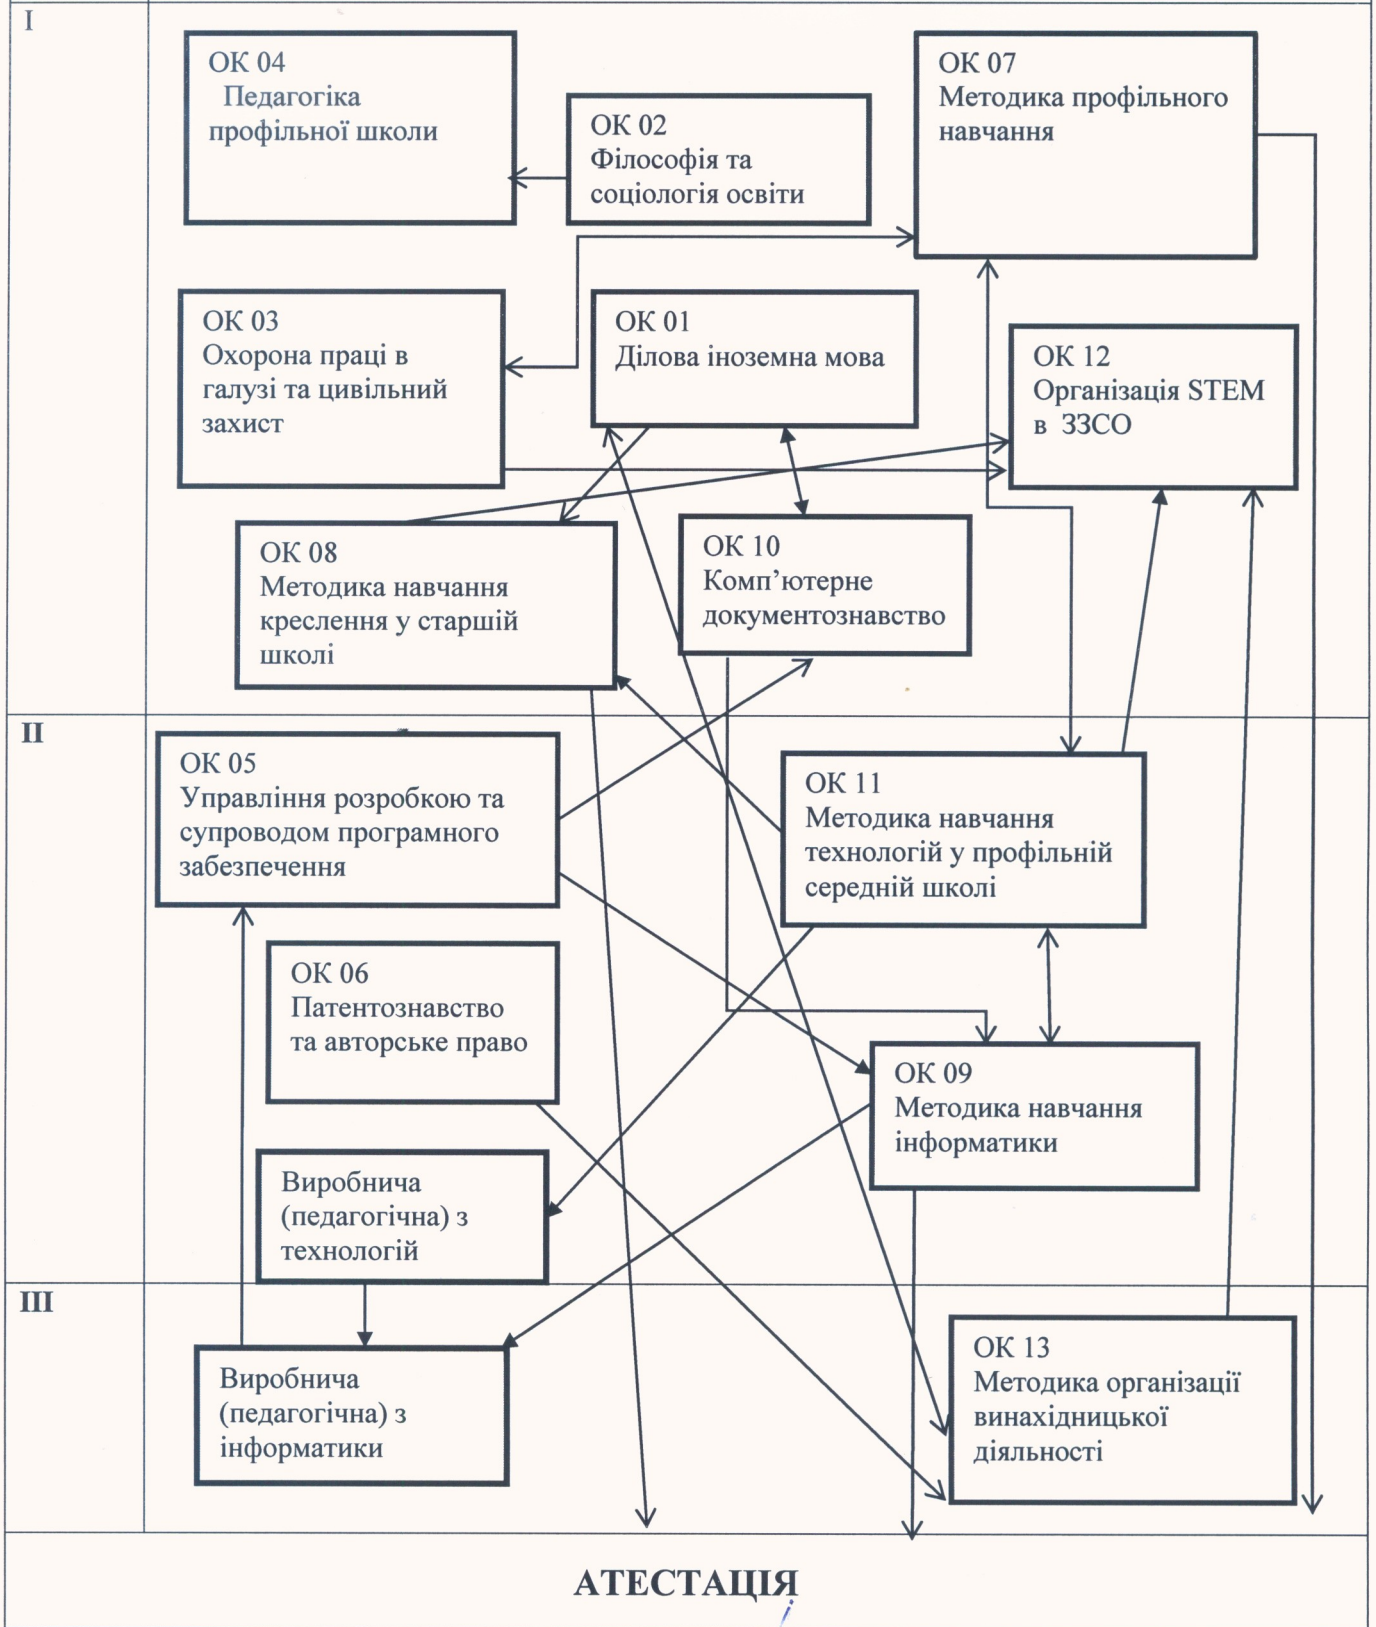 I
ОК 04
Педагогіка
профільної школи
ОК 02
Філософія та
соціологія освіти
ОК 07
Методика профільного
навчання
ОК 03
Охорона праці в
галузі та цивільний
захист
ОК 01
Ділова іноземна мова
ОК 12
Організація STEM
в ЗЗСО
ОК 08
Методика навчання
креслення у старшій
школі
ОК 10
Комп’ютерне
документознавство
II
ОК 05
Управління розробкою та
супроводом програмного
забезпечення
ОК 11
Методика навчання
технологій у профільній
середній школі
ОК 06
Патентознавство
та авторське право
ОК 09
Методика навчання
інформатики
Виробнича
(педагогічна) з
технологій
III
Виробнича
(педагогічна) з
інформатики
ОК 13
Методика організації
винахідницької
діяльності
АТЕСТАЦІЯ